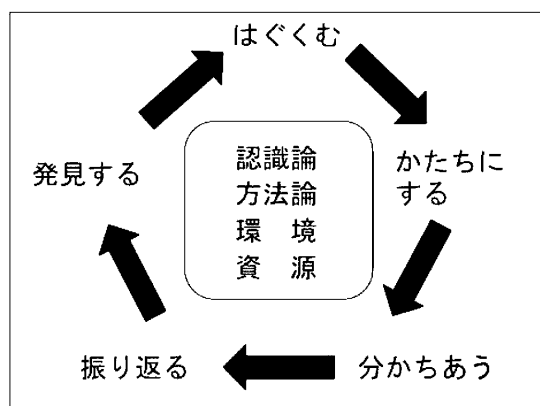 はぐくむ
発見する
認識論
方法論
環　境
資　源
かたちに
する
振り返る
分かちあう